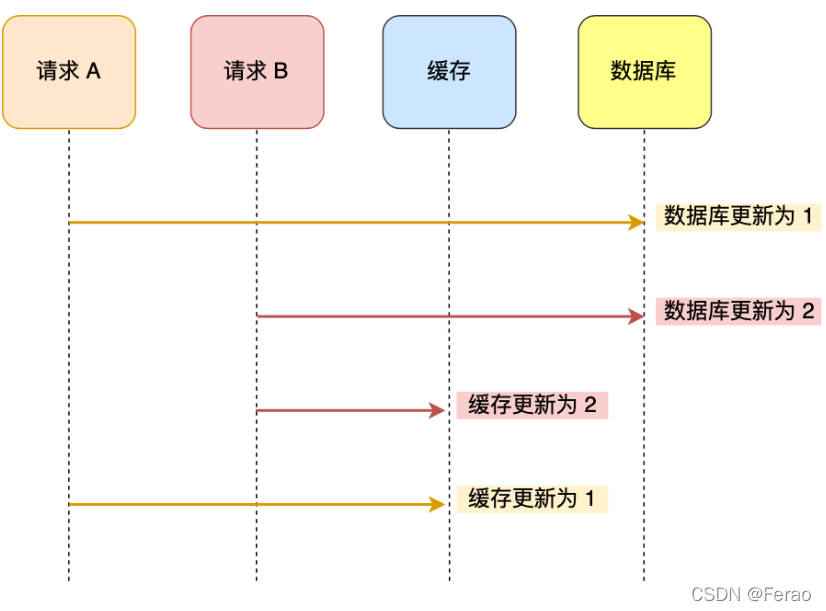 请求 A
请求 B
缓存
数据库
数据库更新为 1
数据库更新为 2
缓存更新为 2
缓存更新为 1
CSDN @Ferao